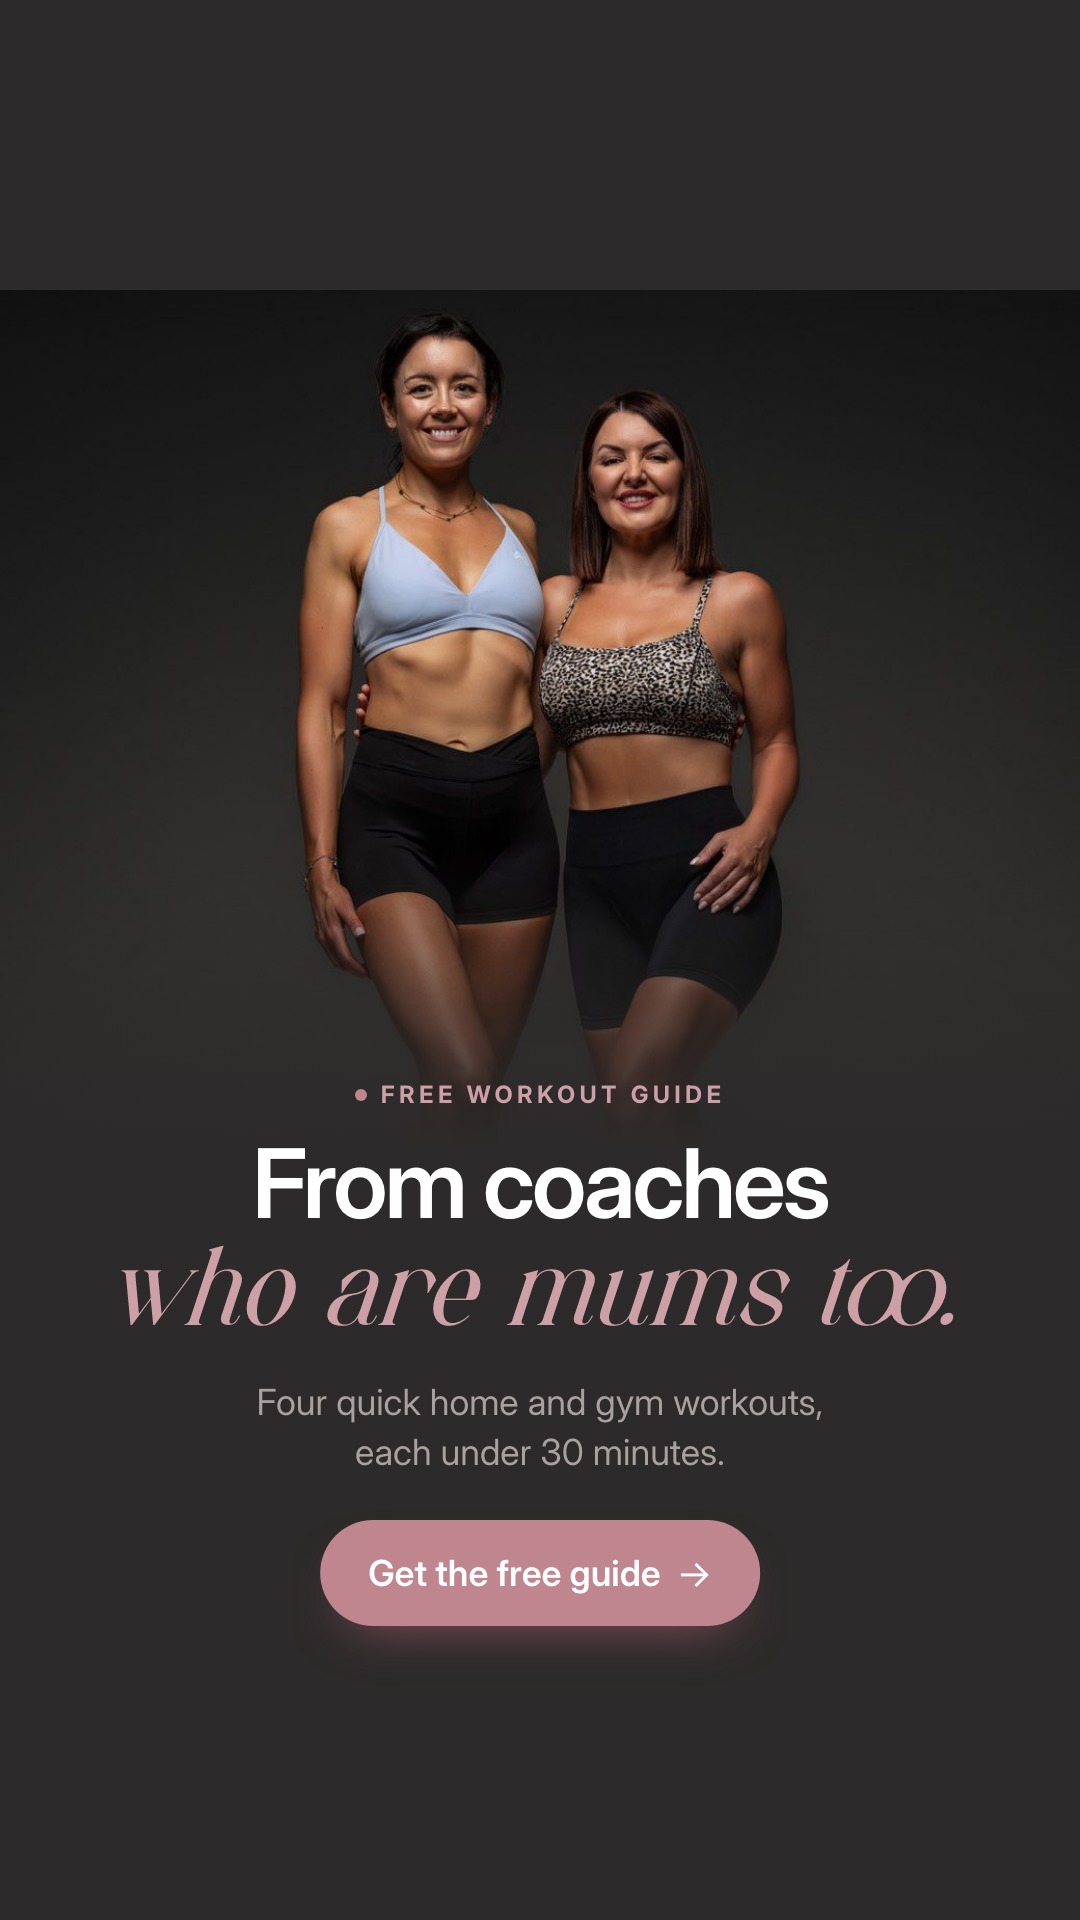 FREE WORKOUT GUIDE
From coaches
who are mums too.
Four quick home and gym workouts,
each under 30 minutes.
Get the free guide →